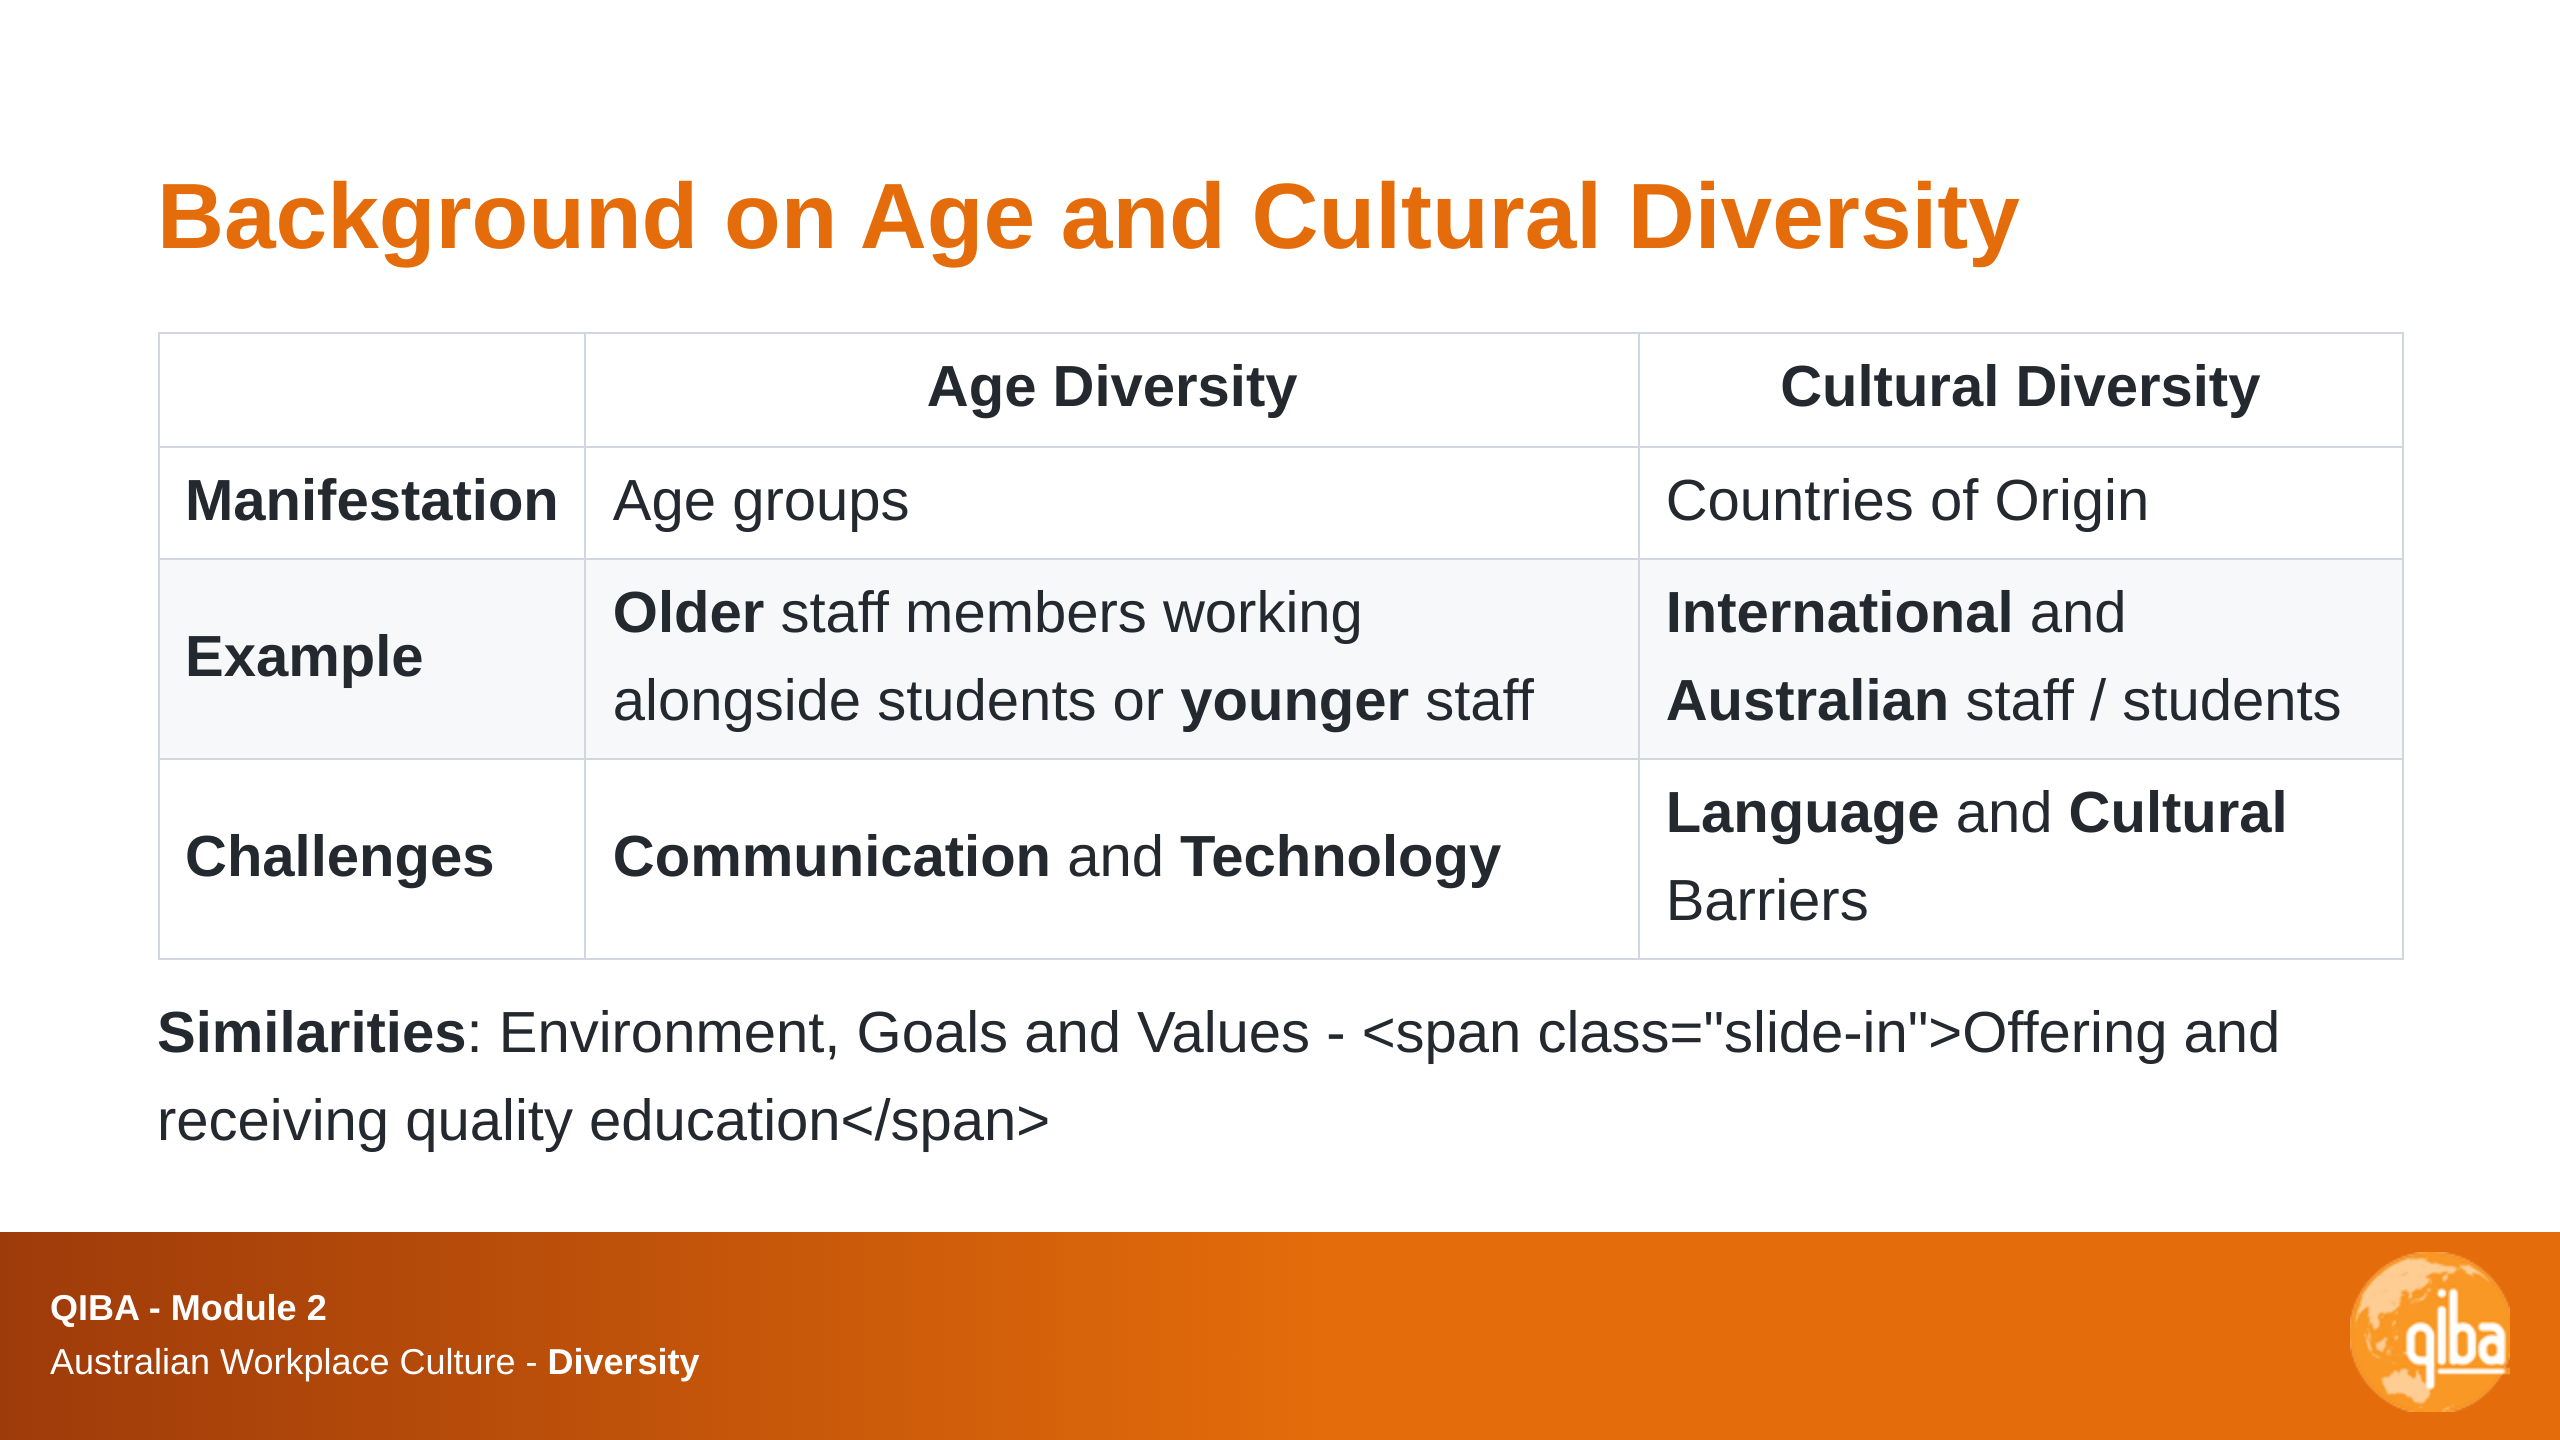 Background on Age and Cultural Diversity
Age Diversity Cultural Diversity
Manifestation Age groups Countries of Origin
Example
Older staff members working
alongside students or younger staff
International and
Australian staff / students
Challenges
Communication and Technology
Language and Cultural
Barriers
Similarities: Environment, Goals and Values - <span class="slide-in">Offering and
receiving quality education</span>
QIBA - Module 2
Australian Workplace Culture - Diversity
qiba